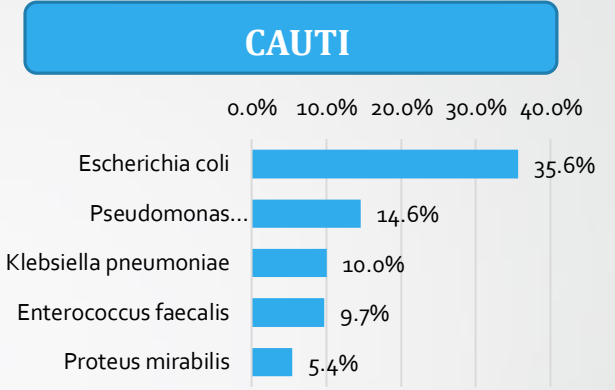 CAUTI
0.0% 10.0% 20.0% 30.0% 40.0%
Escherichia coli 35.6%
Pseudomonas... 14.6%
Klebsiella pneumoniae 10.0%
Enterococcus faecalis 9.7%
Proteus mirabilis 5.4%